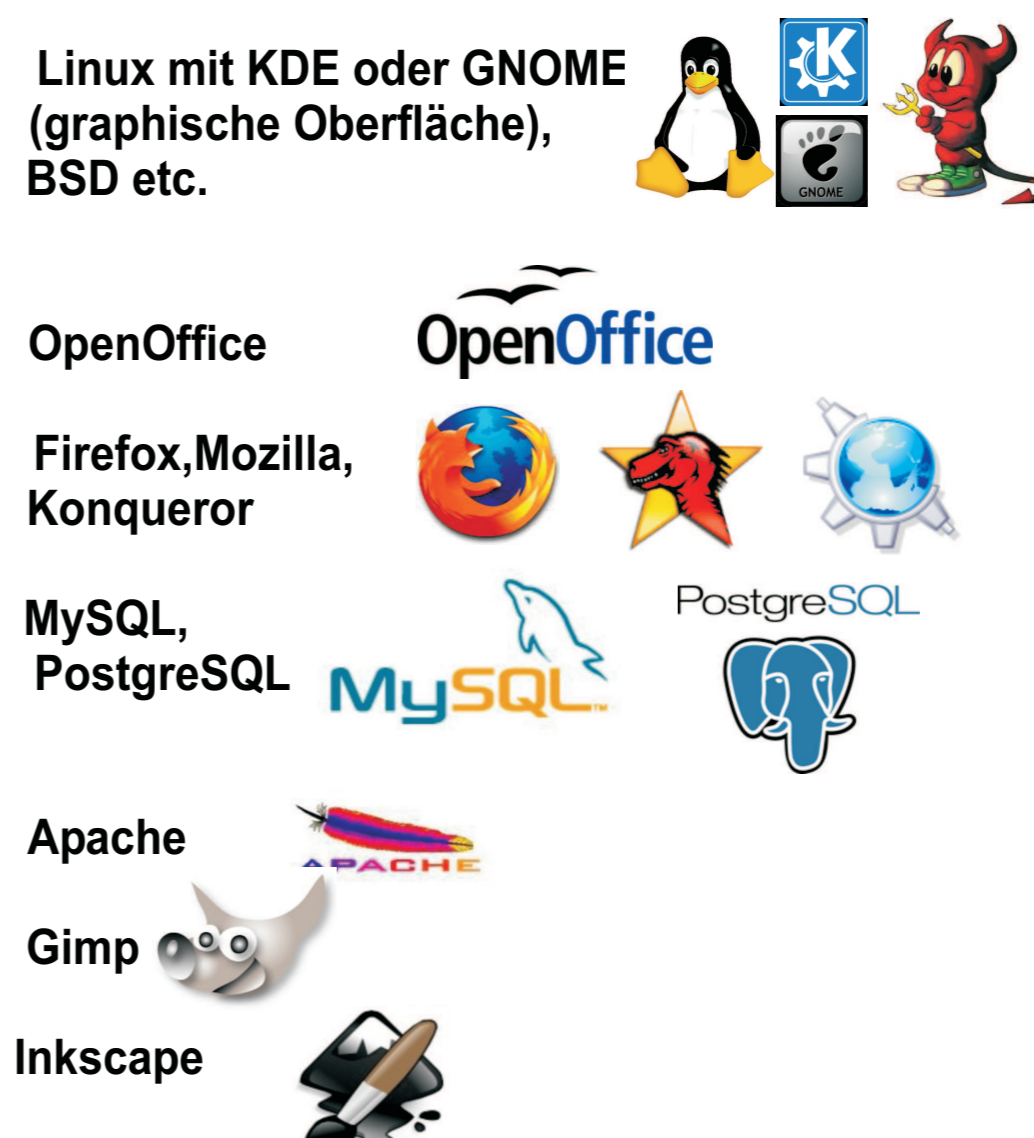 Linux mit KDE oder GNOME
(graphische Oberfläche),
BSD etc.
K
GNOME
OpenOffice
OpenOffice
Firefox,Mozilla,
Konqueror
MySQL,
PostgreSQL
MySQL™
PostgreSQL
Apache
APACHE
Gimp
Inkscape